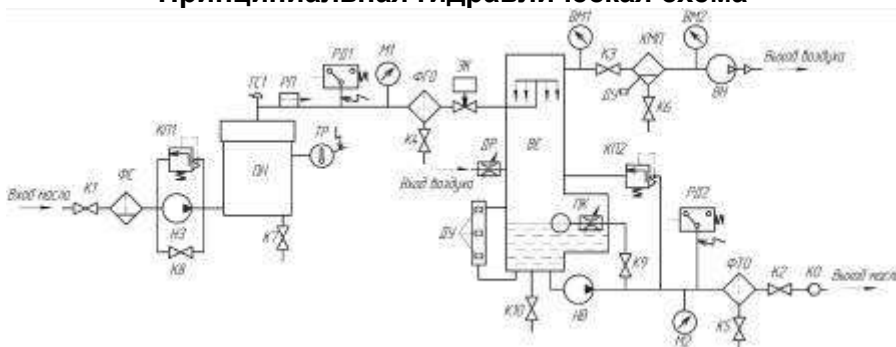 Принципиальная гидравлическая схема
ВМ1
ВМ2
РД1
М1
ЭК
К3
КМП
Выход воздуха
ТС1
РП
ФГО
ДУ
ВН
К6
КП1
ТР
К4
ДР
ВЕ
КП2
Вход масла
К1
ФС
ПН
Вход воздуха
РД2
ПК
НЗ
К7
ДУ
К8
К9
ФТО
К2
КО
Выход масла
К10
НВ
М2
К5